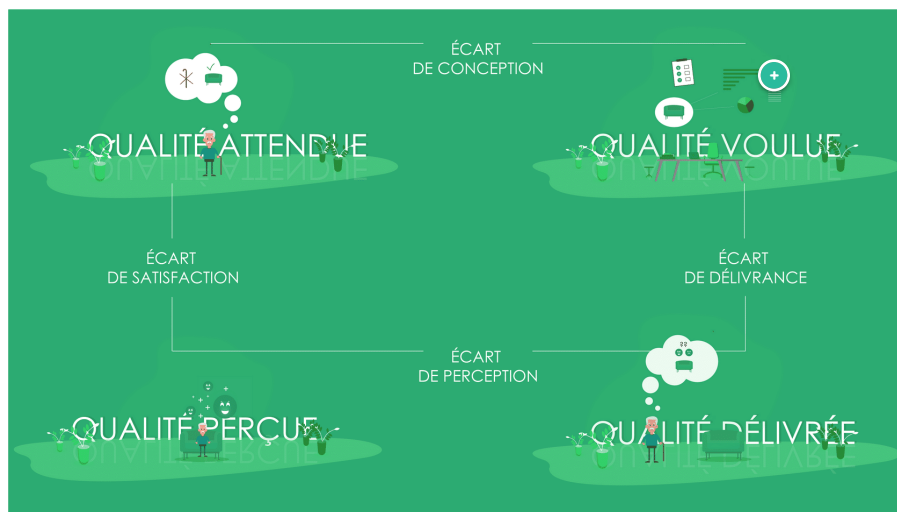 ÉCART
DE CONCEPTION
QUALITÉ ATTENDUE
QUALITÉ VOULUE
ÉCART
DE SATISFACTION
ÉCART
DE DÉLIVRANCE
ÉCART
DE PERCEPTION
QUALITÉ PERÇUE
QUALITÉ DÉLIVRÉE